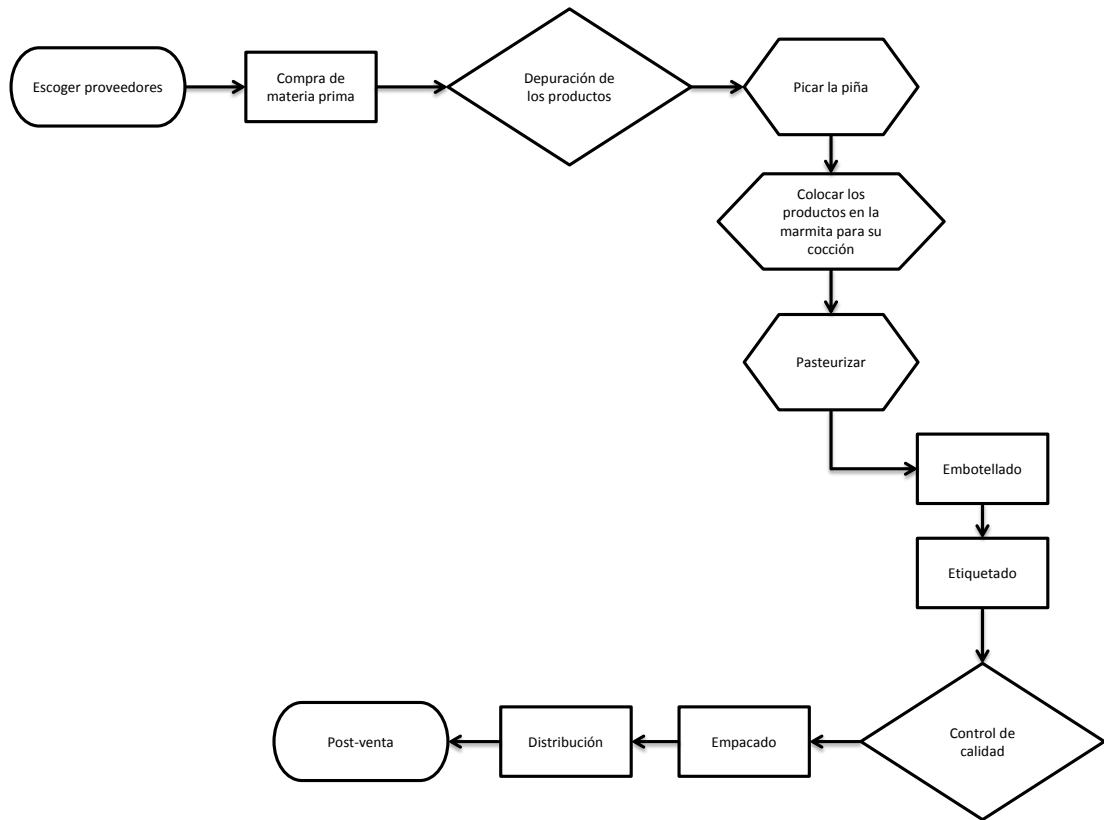 Escoger proveedores
Compra de
materia prima
Depuración de
los productos
Picar la piña
Colocar los
productos en la
marmita para su
cocción
Pasteurizar
Embotellado
Etiquetado
Control de
calidad
Empacado
Distribución
Post-venta